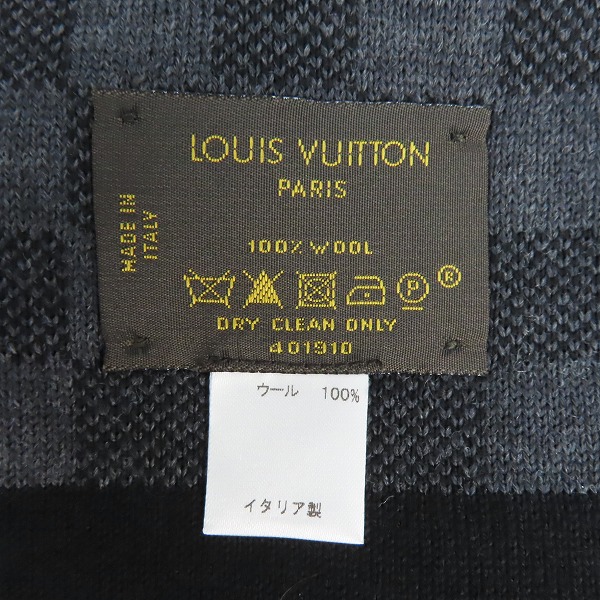 LOUIS VUITTON
PARIS
MADE IN
ITALY
100% WOOL
P ®
DRY CLEAN ONLY
401910
ウール 100%
イタリア製